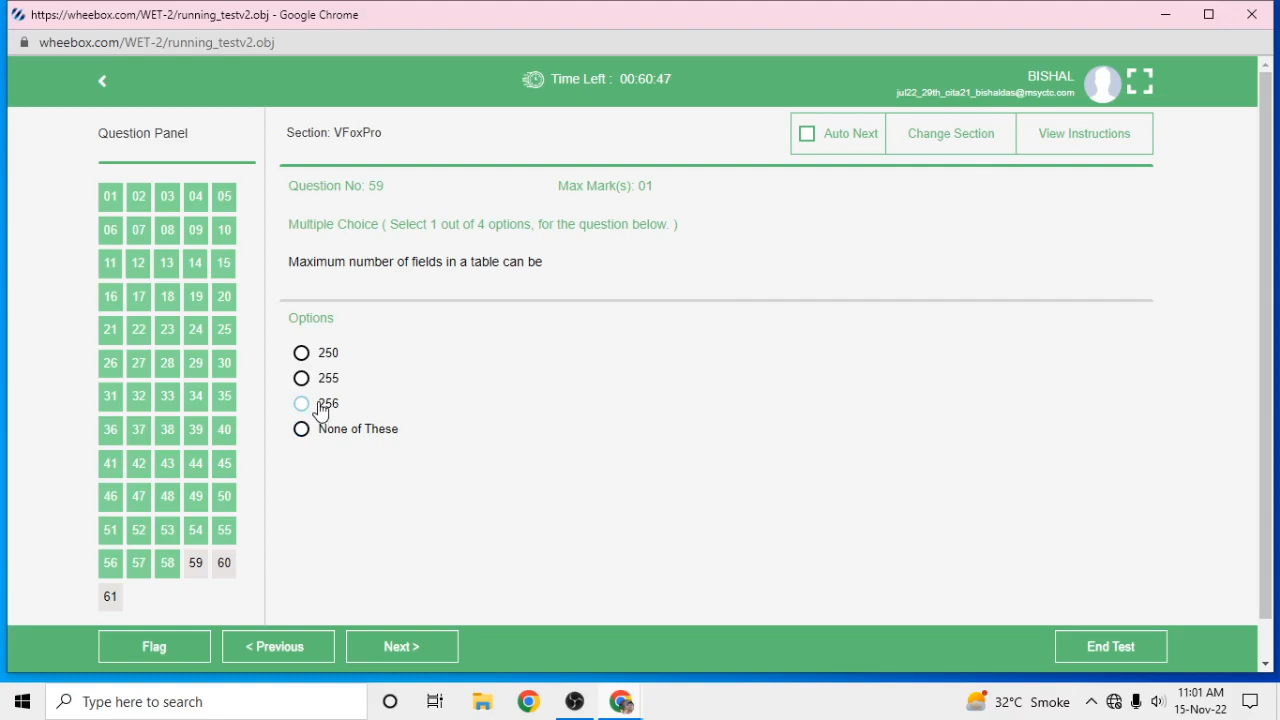 https://wheebox.com/WET-2/running_testv2.obj - Google Chrome
wheebox.com/WET-2/running_testv2.obj
Time Left : 00:60:47
BISHAL
jul22_29th_cita21_bishaldas@msyctc.com
Question Panel
Section: VFoxPro
Auto Next
Change Section
View Instructions
Question No: 59
Max Mark(s): 01
Multiple Choice ( Select 1 out of 4 options, for the question below. )
Maximum number of fields in a table can be
Options
250
255
256
None of These
01 02 03 04 05
06 07 08 09 10
11 12 13 14 15
16 17 18 19 20
21 22 23 24 25
26 27 28 29 30
31 32 33 34 35
36 37 38 39 40
41 42 43 44 45
46 47 48 49 50
51 52 53 54 55
56 57 58 59 60
61
Flag
< Previous
Next >
End Test
Type here to search
32°C Smoke
11:01 AM
15-Nov-22